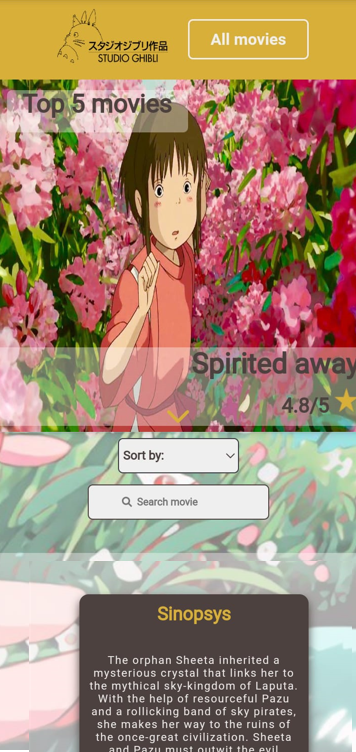 スタジオジブリ作品
STUDIO GHIBLI
All movies
Top 5 movies
Spirited away
4.8/5
Sort by:
Search movie
Sinopsys
The orphan Sheeta inherited a
mysterious crystal that links her to
the mythical sky-kingdom of Laputa.
With the help of resourceful Pazu
and a rollicking band of sky pirates,
she makes her way to the ruins of
the once-great civilization. Sheeta
and Pazu must outwit the evil